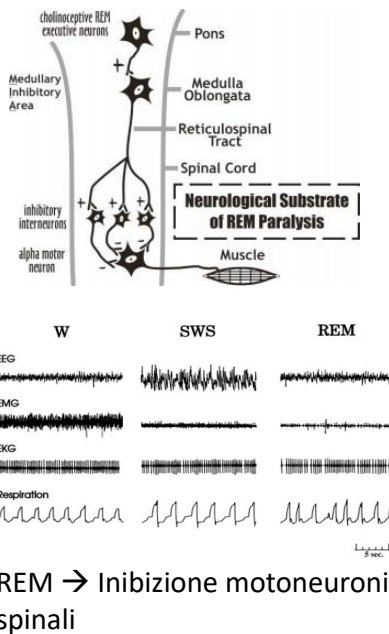 cholinoceptive REM
executive neurons
Pons
+
Medullary
Inhibitory
Area
Medulla
Oblongata
Reticulospinal
Tract
Spinal Cord
+ + +
inhibitory
interneurons
Neurological Substrate
of REM Paralysis
- - -
alpha motor
neuron
Muscle
W SWS REM
EEG
EMG
EKG
Respiration
5 sec.
REM → Inibizione motoneuroni
spinali